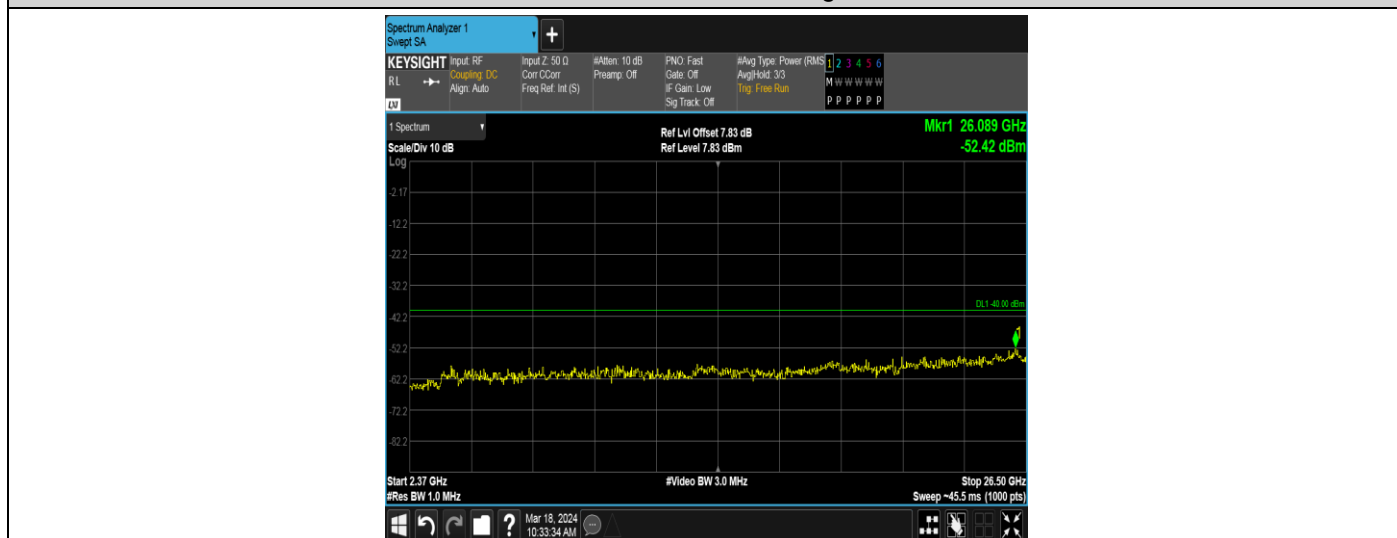 Spectrum Analyzer 1
Swept SA
+
KEYSIGHT
RL
Input: RF
Coupling: DC
Align: Auto
Input Z: 50 Ω
Corr CCorr
Freq Ref: Int (S)
#Atten: 10 dB
Preamp: Off
PNO: Fast
Gate: Off
IF Gain: Low
Sig Track: Off
#Avg Type: Power (RMS
Avg|Hold: 3/3
Trig: Free Run
1 2 3 4 5 6
M W W W W W
P P P P P P
1 Spectrum
Scale/Div 10 dB
Ref Lvl Offset 7.83 dB
Ref Level 7.83 dBm
Mkr1 26.089 GHz
-52.42 dBm
Log
-2.17
-12.2
-22.2
-32.2
DL1 -40.00 dBm
-42.2
1
-52.2
-62.2
-72.2
-82.2
Start 2.37 GHz
#Video BW 3.0 MHz
Stop 26.50 GHz
#Res BW 1.0 MHz
Sweep ~45.5 ms (1000 pts)
?
Mar 18, 2024
10:33:34 AM